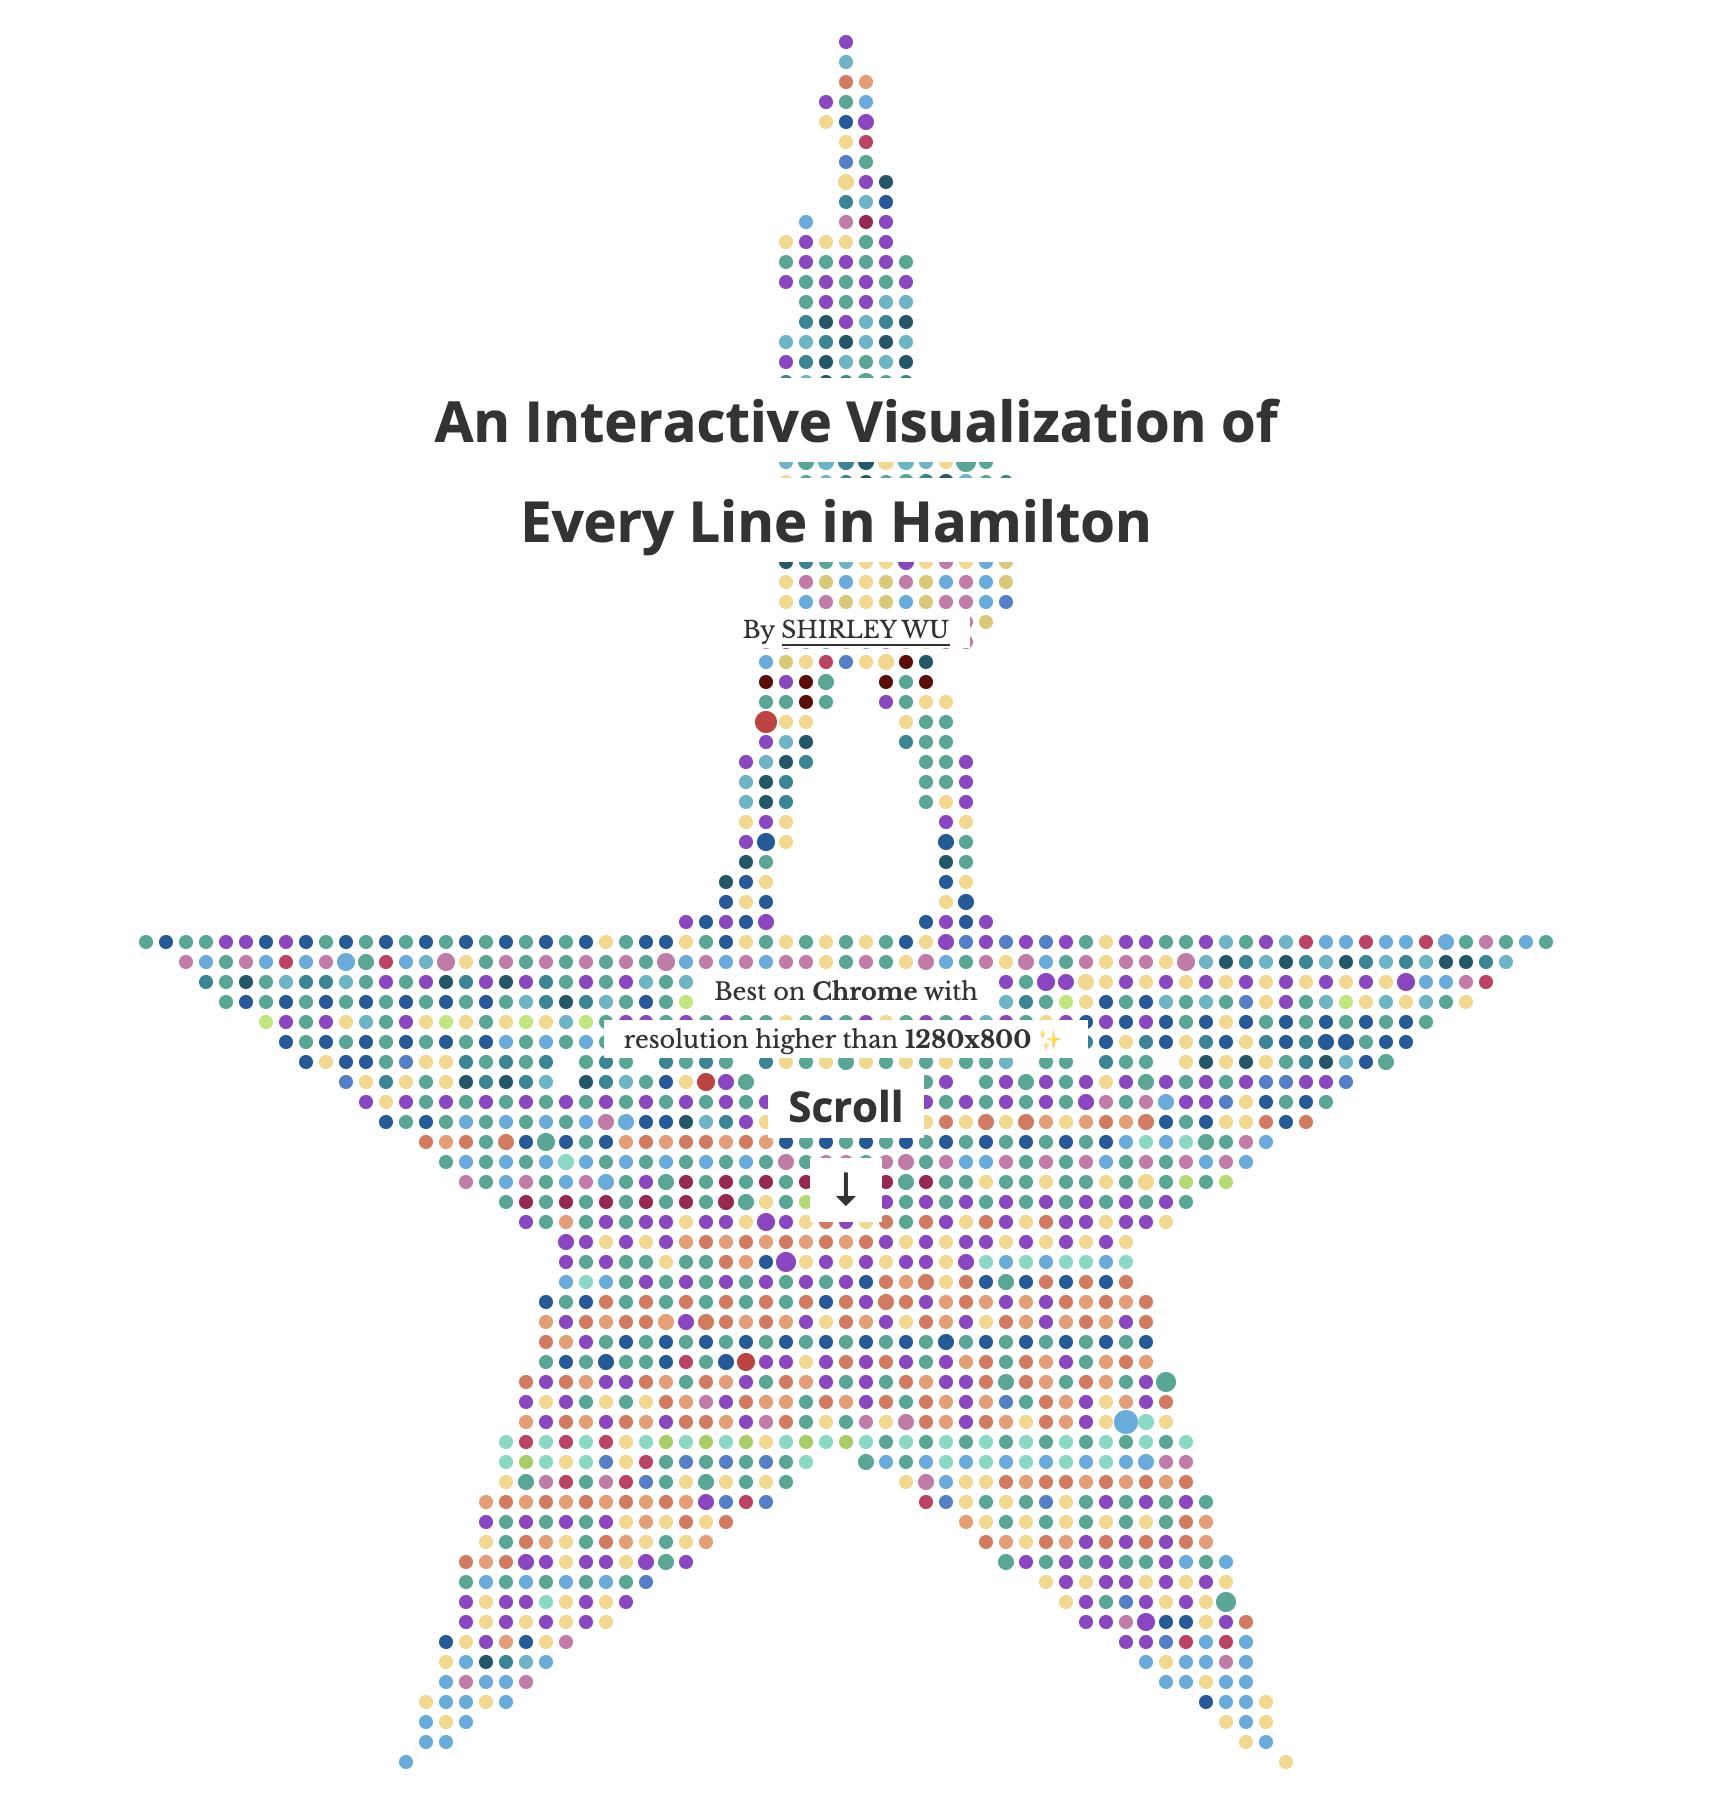 An Interactive Visualization of
Every Line in Hamilton
By SHIRLEY WU
Best on Chrome with
resolution higher than 1280x800 ✨
Scroll
↓